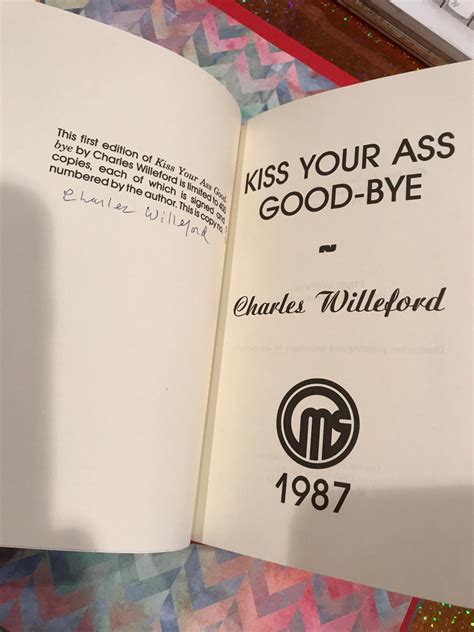 This first edition of Kiss Your Ass Good-
bye by Charles Willeford is limited to 400
copies, each of which is signed and
numbered by the author. This is copy no.
Charles Willeford
KISS YOUR ASS
GOOD-BYE
~
Charles Willeford
1987